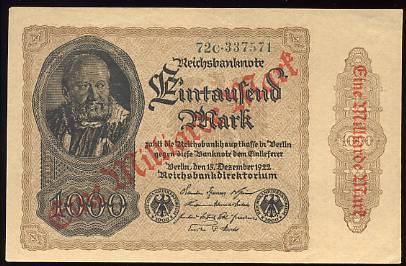 72C·337571
Reichsbanknote
Eintausend
Mark
zahlt die Reichsbankhauptkasse in Berlin
gegen diese Banknote dem Einlieferer
Berlin, den 15. Dezember 1922
Reichsbankdirektorium
1000
Eine Milliarde Mark
Eine Milliarde Mark